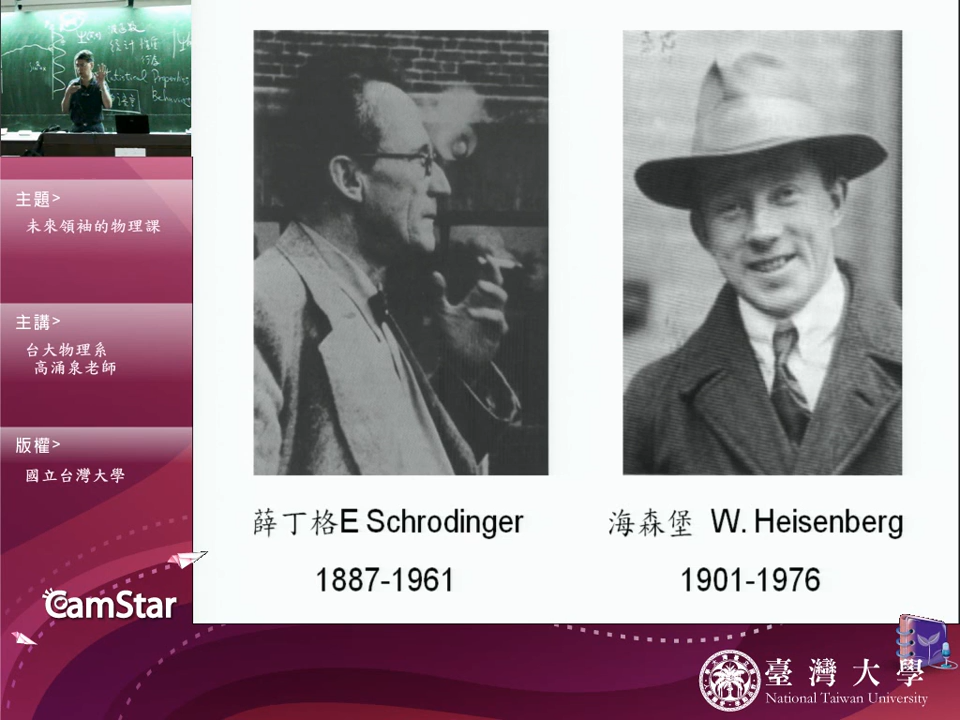 統計
主題>
未來領袖的物理課
主講>
台大物理系
高涌泉老師
版權>
國立台灣大學
CamStar
薛丁格E Schrodinger
1887-1961
海森堡 W. Heisenberg
1901-1976
臺灣大學
National Taiwan University